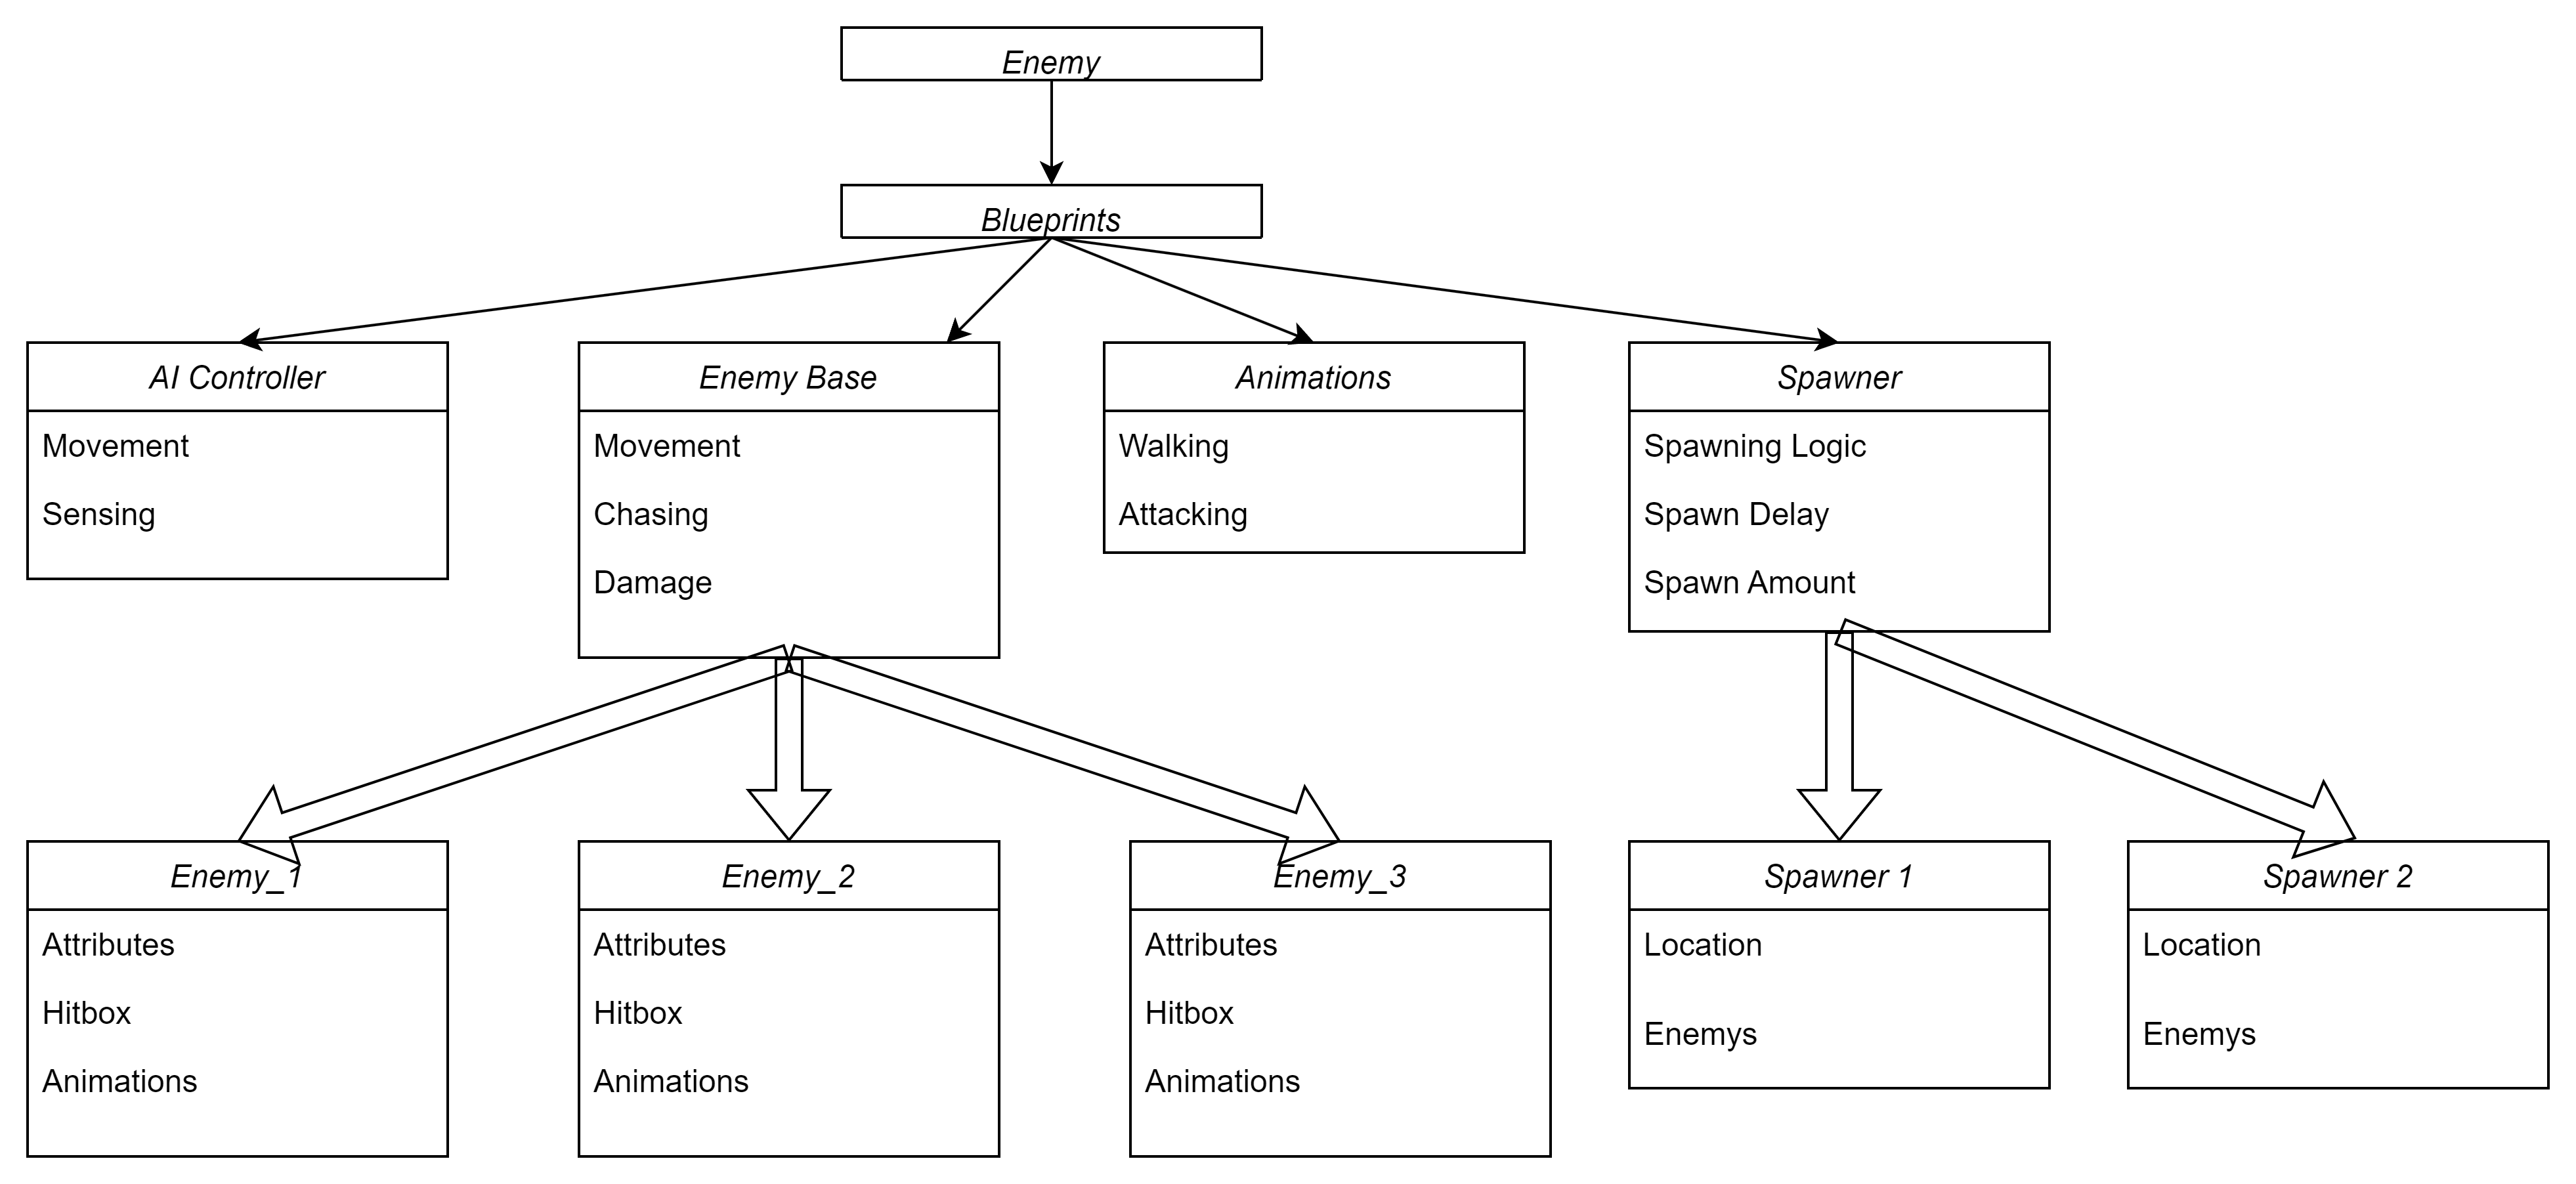 Enemy
Blueprints
AI Controller
Movement
Sensing
Enemy Base
Movement
Chasing
Damage
Animations
Walking
Attacking
Spawner
Spawning Logic
Spawn Delay
Spawn Amount
Enemy_1
Attributes
Hitbox
Animations
Enemy_2
Attributes
Hitbox
Animations
Enemy_3
Attributes
Hitbox
Animations
Spawner 1
Location
Enemys
Spawner 2
Location
Enemys